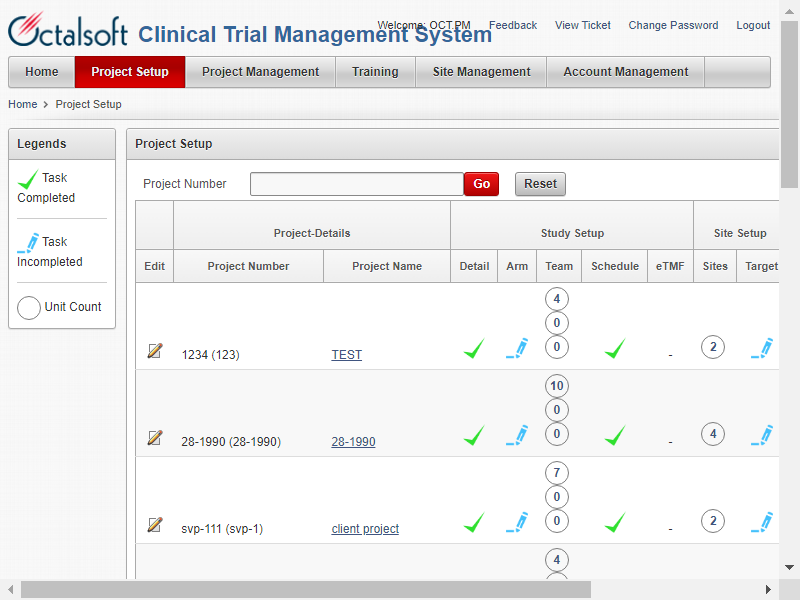 Octalsoft Clinical Trial Management System
Welcome, OCT.PM Feedback View Ticket Change Password Logout
Home Project Setup Project Management Training Site Management Account Management
Home > Project Setup
Legends
Task Completed
Task Incompleted
Unit Count
Project Setup
Project Number Go Reset
Project-Details Study Setup Site Setup
Edit Project Number Project Name Detail Arm Team Schedule eTMF Sites Target
4
0
1234 (123) TEST 0 - 2
10
0
28-1990 (28-1990) 28-1990 0 - 4
7
0
svp-111 (svp-1) client project 0 - 2
4